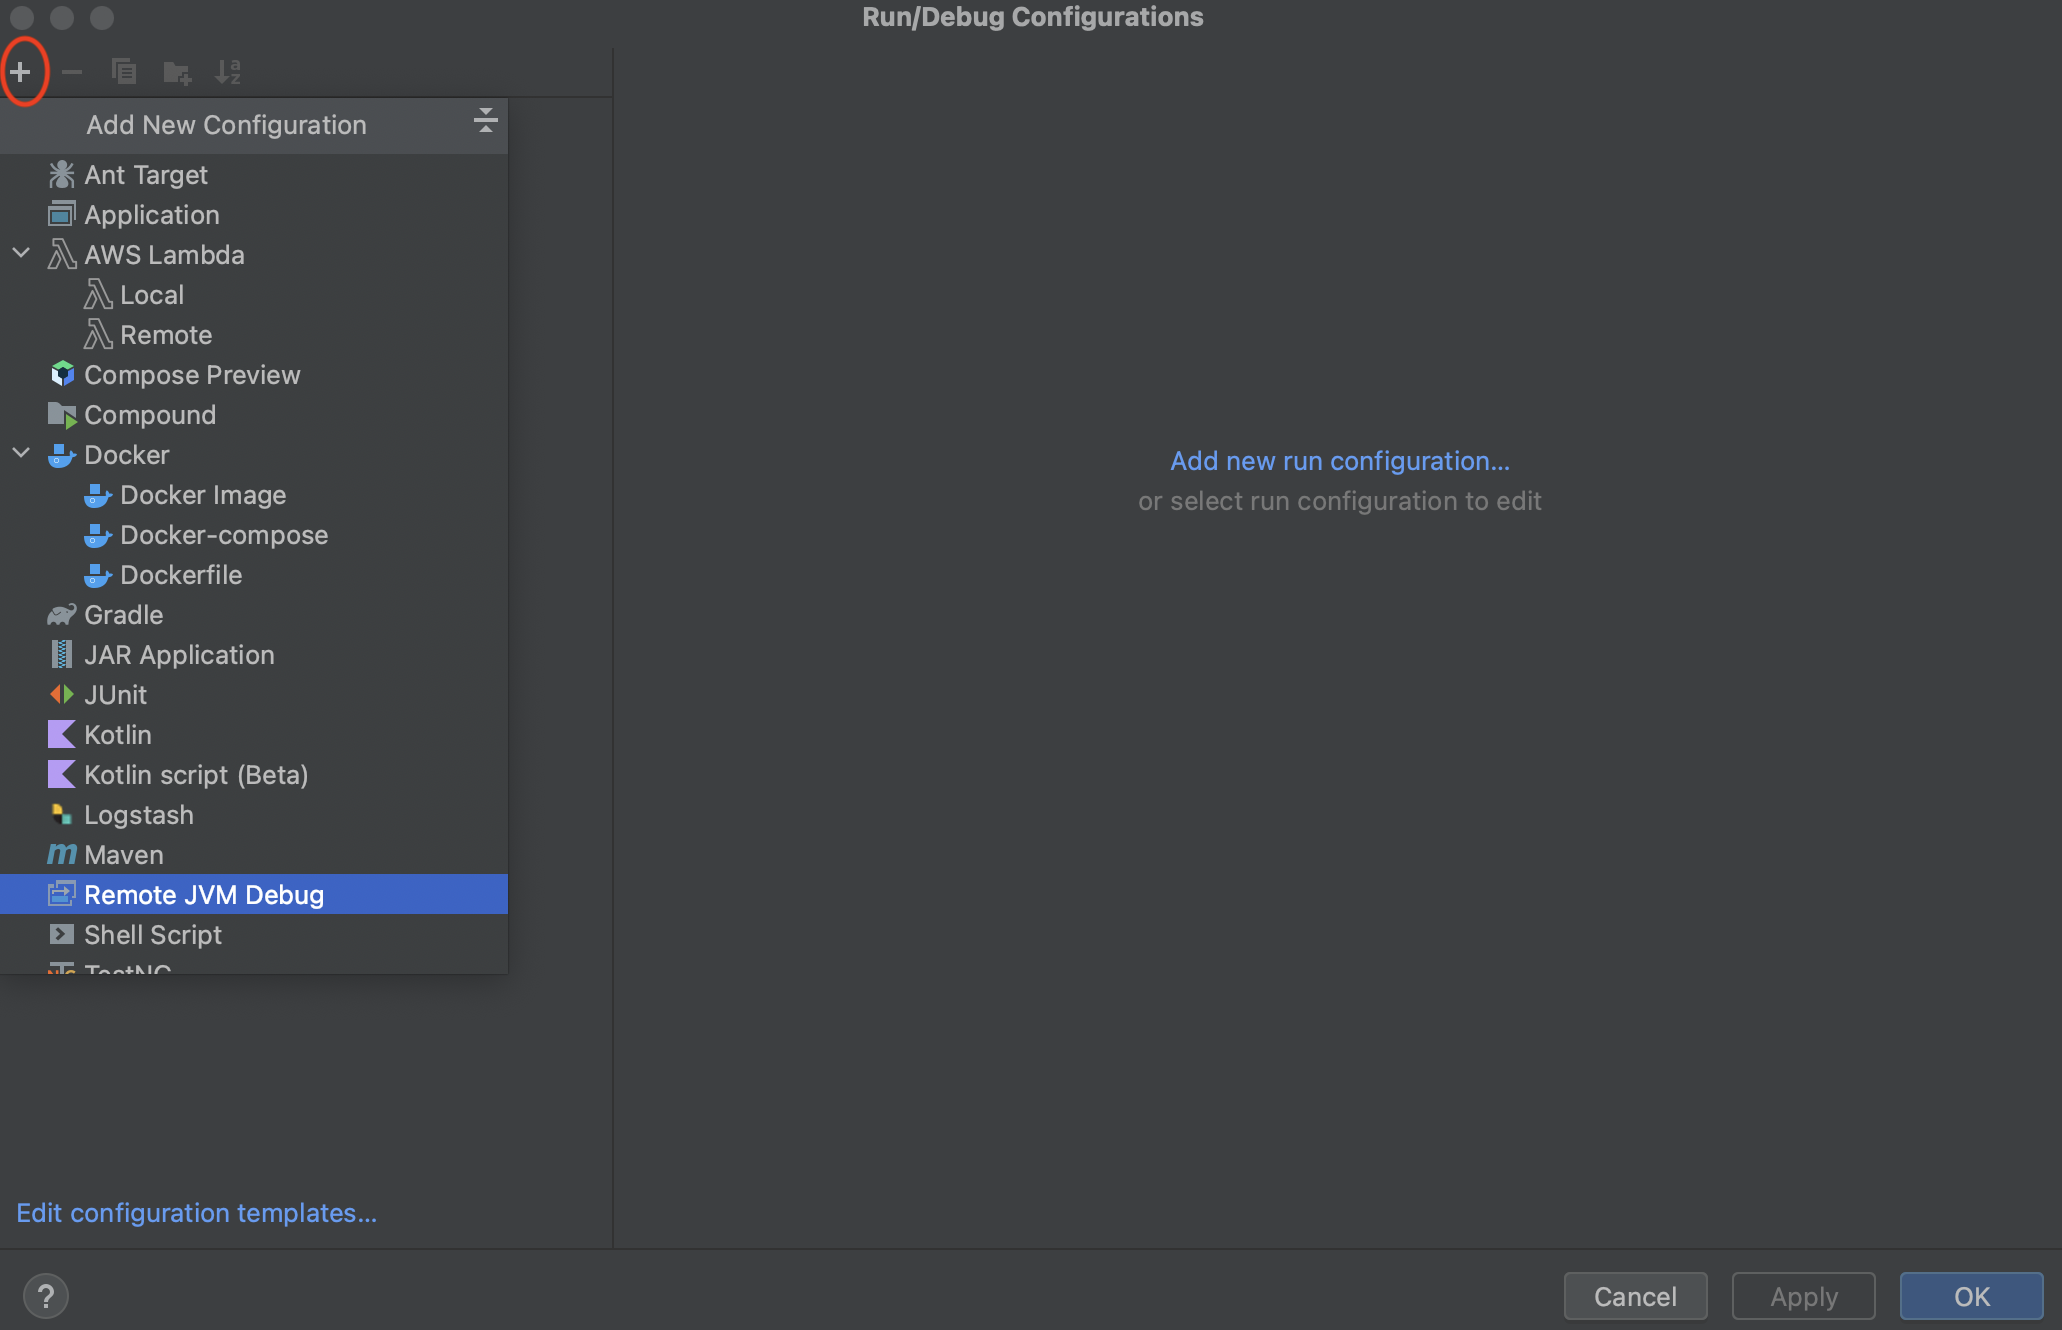 Run/Debug Configurations
Add New Configuration
Ant Target
Application
AWS Lambda
Local
Remote
Compose Preview
Compound
Docker
Docker Image
Docker-compose
Dockerfile
Gradle
JAR Application
JUnit
Kotlin
Kotlin script (Beta)
Logstash
Maven
Remote JVM Debug
Shell Script
TestNG
Add new run configuration...
or select run configuration to edit
Edit configuration templates...
?
Cancel
Apply
OK